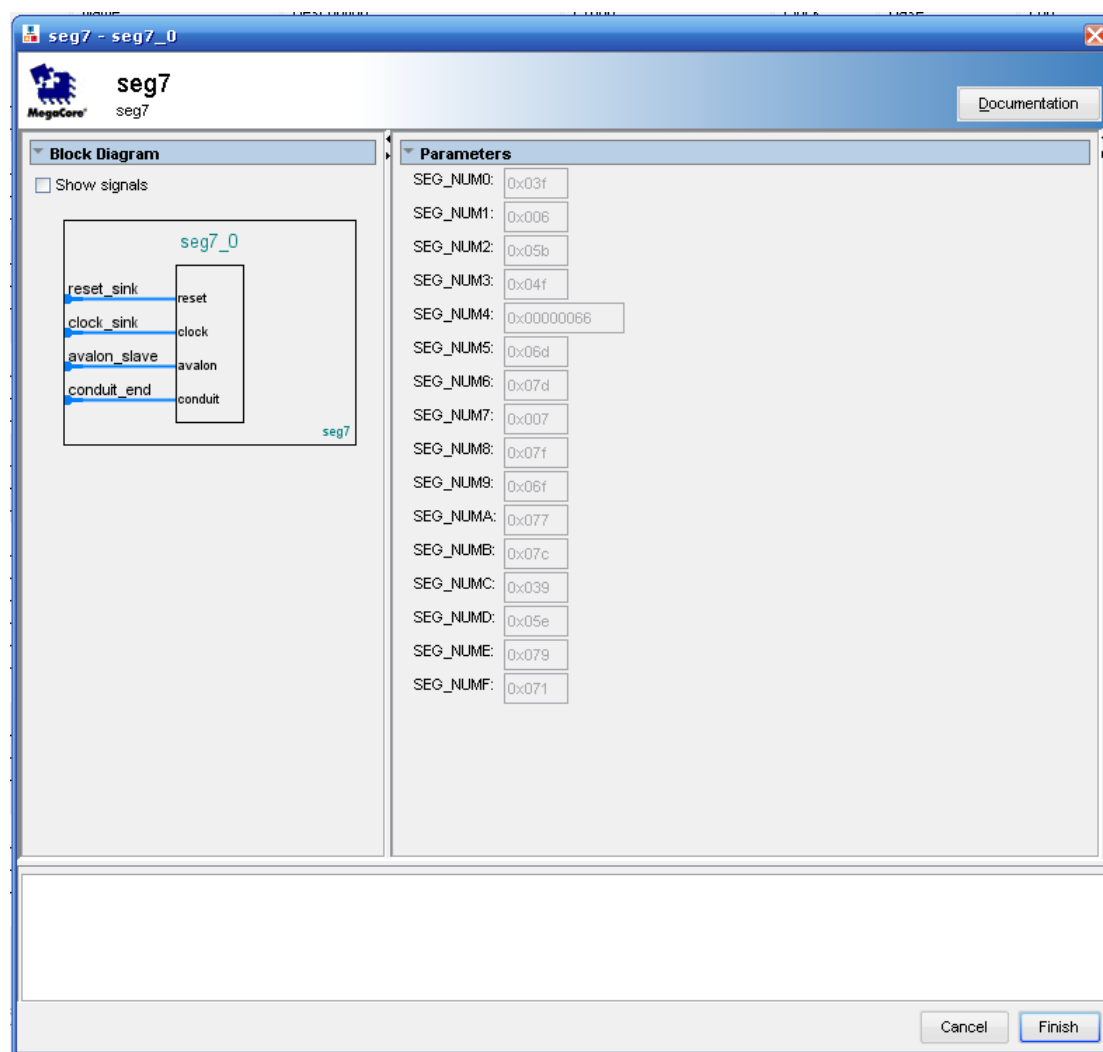 seg7 - seg7_0
seg7
MegaCore®
seg7
Documentation
Block Diagram
Show signals
seg7_0
reset_sink
reset
clock_sink
clock
avalon_slave
avalon
conduit_end
conduit
seg7
Parameters
SEG_NUM0: 0x03f
SEG_NUM1: 0x006
SEG_NUM2: 0x05b
SEG_NUM3: 0x04f
SEG_NUM4: 0x00000066
SEG_NUM5: 0x06d
SEG_NUM6: 0x07d
SEG_NUM7: 0x007
SEG_NUM8: 0x07f
SEG_NUM9: 0x06f
SEG_NUMA: 0x077
SEG_NUMB: 0x07c
SEG_NUMC: 0x039
SEG_NUMD: 0x05e
SEG_NUME: 0x079
SEG_NUMF: 0x071
Cancel Finish